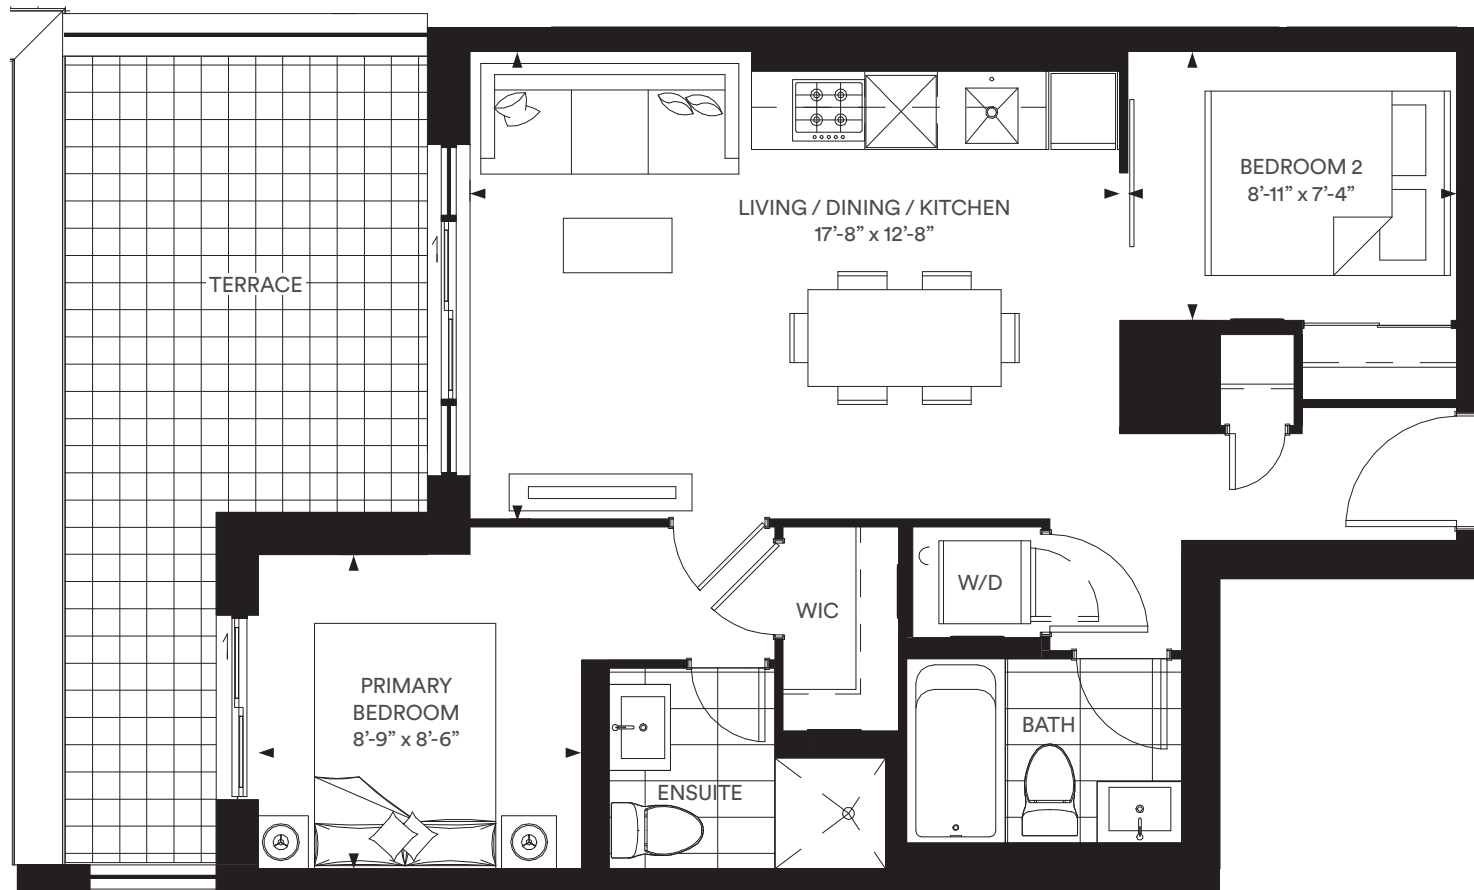 BEDROOM 2
8’-11” x 7’-4”
LIVING / DINING / KITCHEN
17’-8” x 12’-8”
TERRACE
W/D
WIC
PRIMARY
BEDROOM
8’-9” x 8’-6”
BATH
ENSUITE